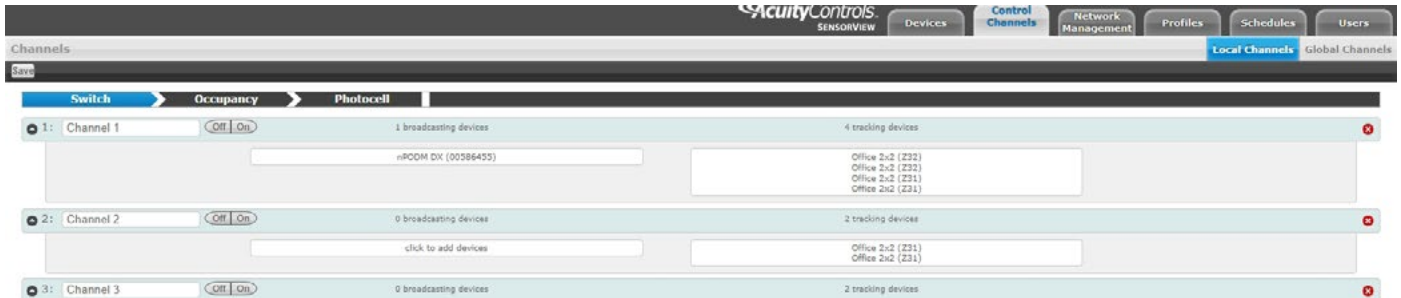 AcuityControls.
SENSORVIEW
Devices
Control Channels
Network Management
Profiles
Schedules
Users
Channels
Local Channels
Global Channels
Save
Switch
Occupancy
Photocell
1: Channel 1 Off On 1 broadcasting devices 4 tracking devices
nPODM DX (00586455)
Office 2x2 (Z32)
Office 2x2 (Z32)
Office 2x2 (Z31)
Office 2x2 (Z31)
2: Channel 2 Off On 0 broadcasting devices 2 tracking devices
click to add devices
Office 2x2 (Z31)
Office 2x2 (Z31)
3: Channel 3 Off On 0 broadcasting devices 2 tracking devices